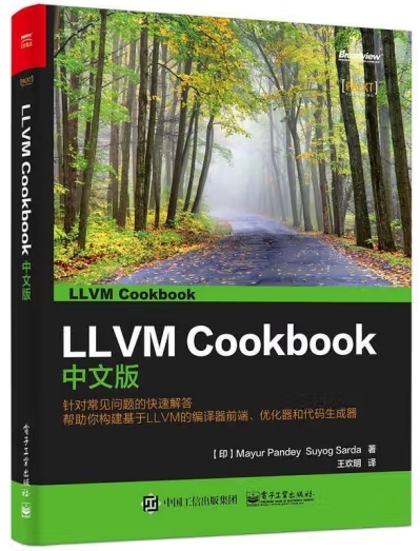 Broadview
[PACKT]
LLVM Cookbook
中文版
电子工业出版社
LLVM Cookbook
LLVM Cookbook
中文版
针对常见问题的快速解答
帮助你构建基于LLVM的编译器前端、优化器和代码生成器
【印】Mayur Pandey Suyog Sarda 著
王欢明 译
中国工信出版集团
电子工业出版社